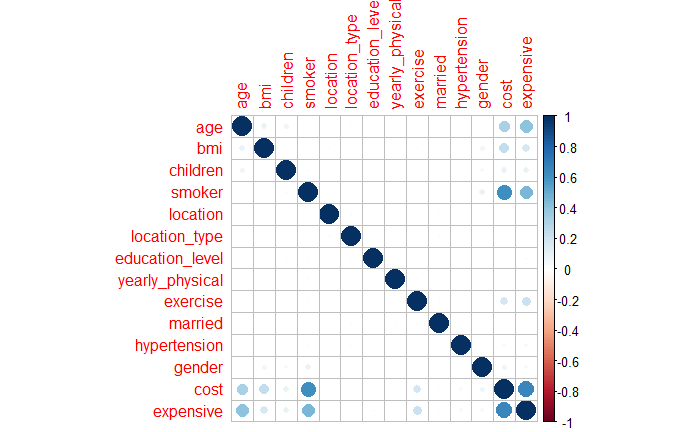 age
bmi
children
smoker
location
location_type
education_level
yearly_physical
exercise
married
hypertension
gender
cost
expensive
age
bmi
children
smoker
location
location_type
education_level
yearly_physical
exercise
married
hypertension
gender
cost
expensive
1
0.8
0.6
0.4
0.2
0
-0.2
-0.4
-0.6
-0.8
-1